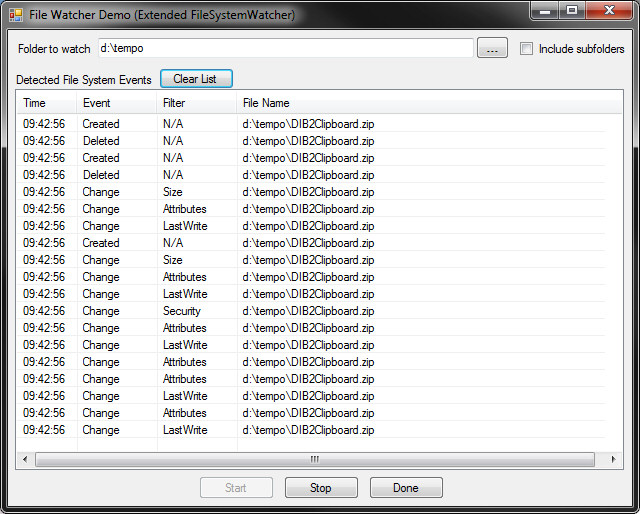 File Watcher Demo (Extended FileSystemWatcher)
Folder to watch d:\tempo ... Include subfolders
Detected File System Events Clear List
Time Event Filter File Name
09:42:56 Created N/A d:\tempo\DIB2Clipboard.zip
09:42:56 Deleted N/A d:\tempo\DIB2Clipboard.zip
09:42:56 Created N/A d:\tempo\DIB2Clipboard.zip
09:42:56 Deleted N/A d:\tempo\DIB2Clipboard.zip
09:42:56 Change Size d:\tempo\DIB2Clipboard.zip
09:42:56 Change Attributes d:\tempo\DIB2Clipboard.zip
09:42:56 Change LastWrite d:\tempo\DIB2Clipboard.zip
09:42:56 Created N/A d:\tempo\DIB2Clipboard.zip
09:42:56 Change Size d:\tempo\DIB2Clipboard.zip
09:42:56 Change Attributes d:\tempo\DIB2Clipboard.zip
09:42:56 Change LastWrite d:\tempo\DIB2Clipboard.zip
09:42:56 Change Security d:\tempo\DIB2Clipboard.zip
09:42:56 Change Attributes d:\tempo\DIB2Clipboard.zip
09:42:56 Change LastWrite d:\tempo\DIB2Clipboard.zip
09:42:56 Change Attributes d:\tempo\DIB2Clipboard.zip
09:42:56 Change Attributes d:\tempo\DIB2Clipboard.zip
09:42:56 Change LastWrite d:\tempo\DIB2Clipboard.zip
09:42:56 Change Attributes d:\tempo\DIB2Clipboard.zip
09:42:56 Change LastWrite d:\tempo\DIB2Clipboard.zip
Start Stop Done